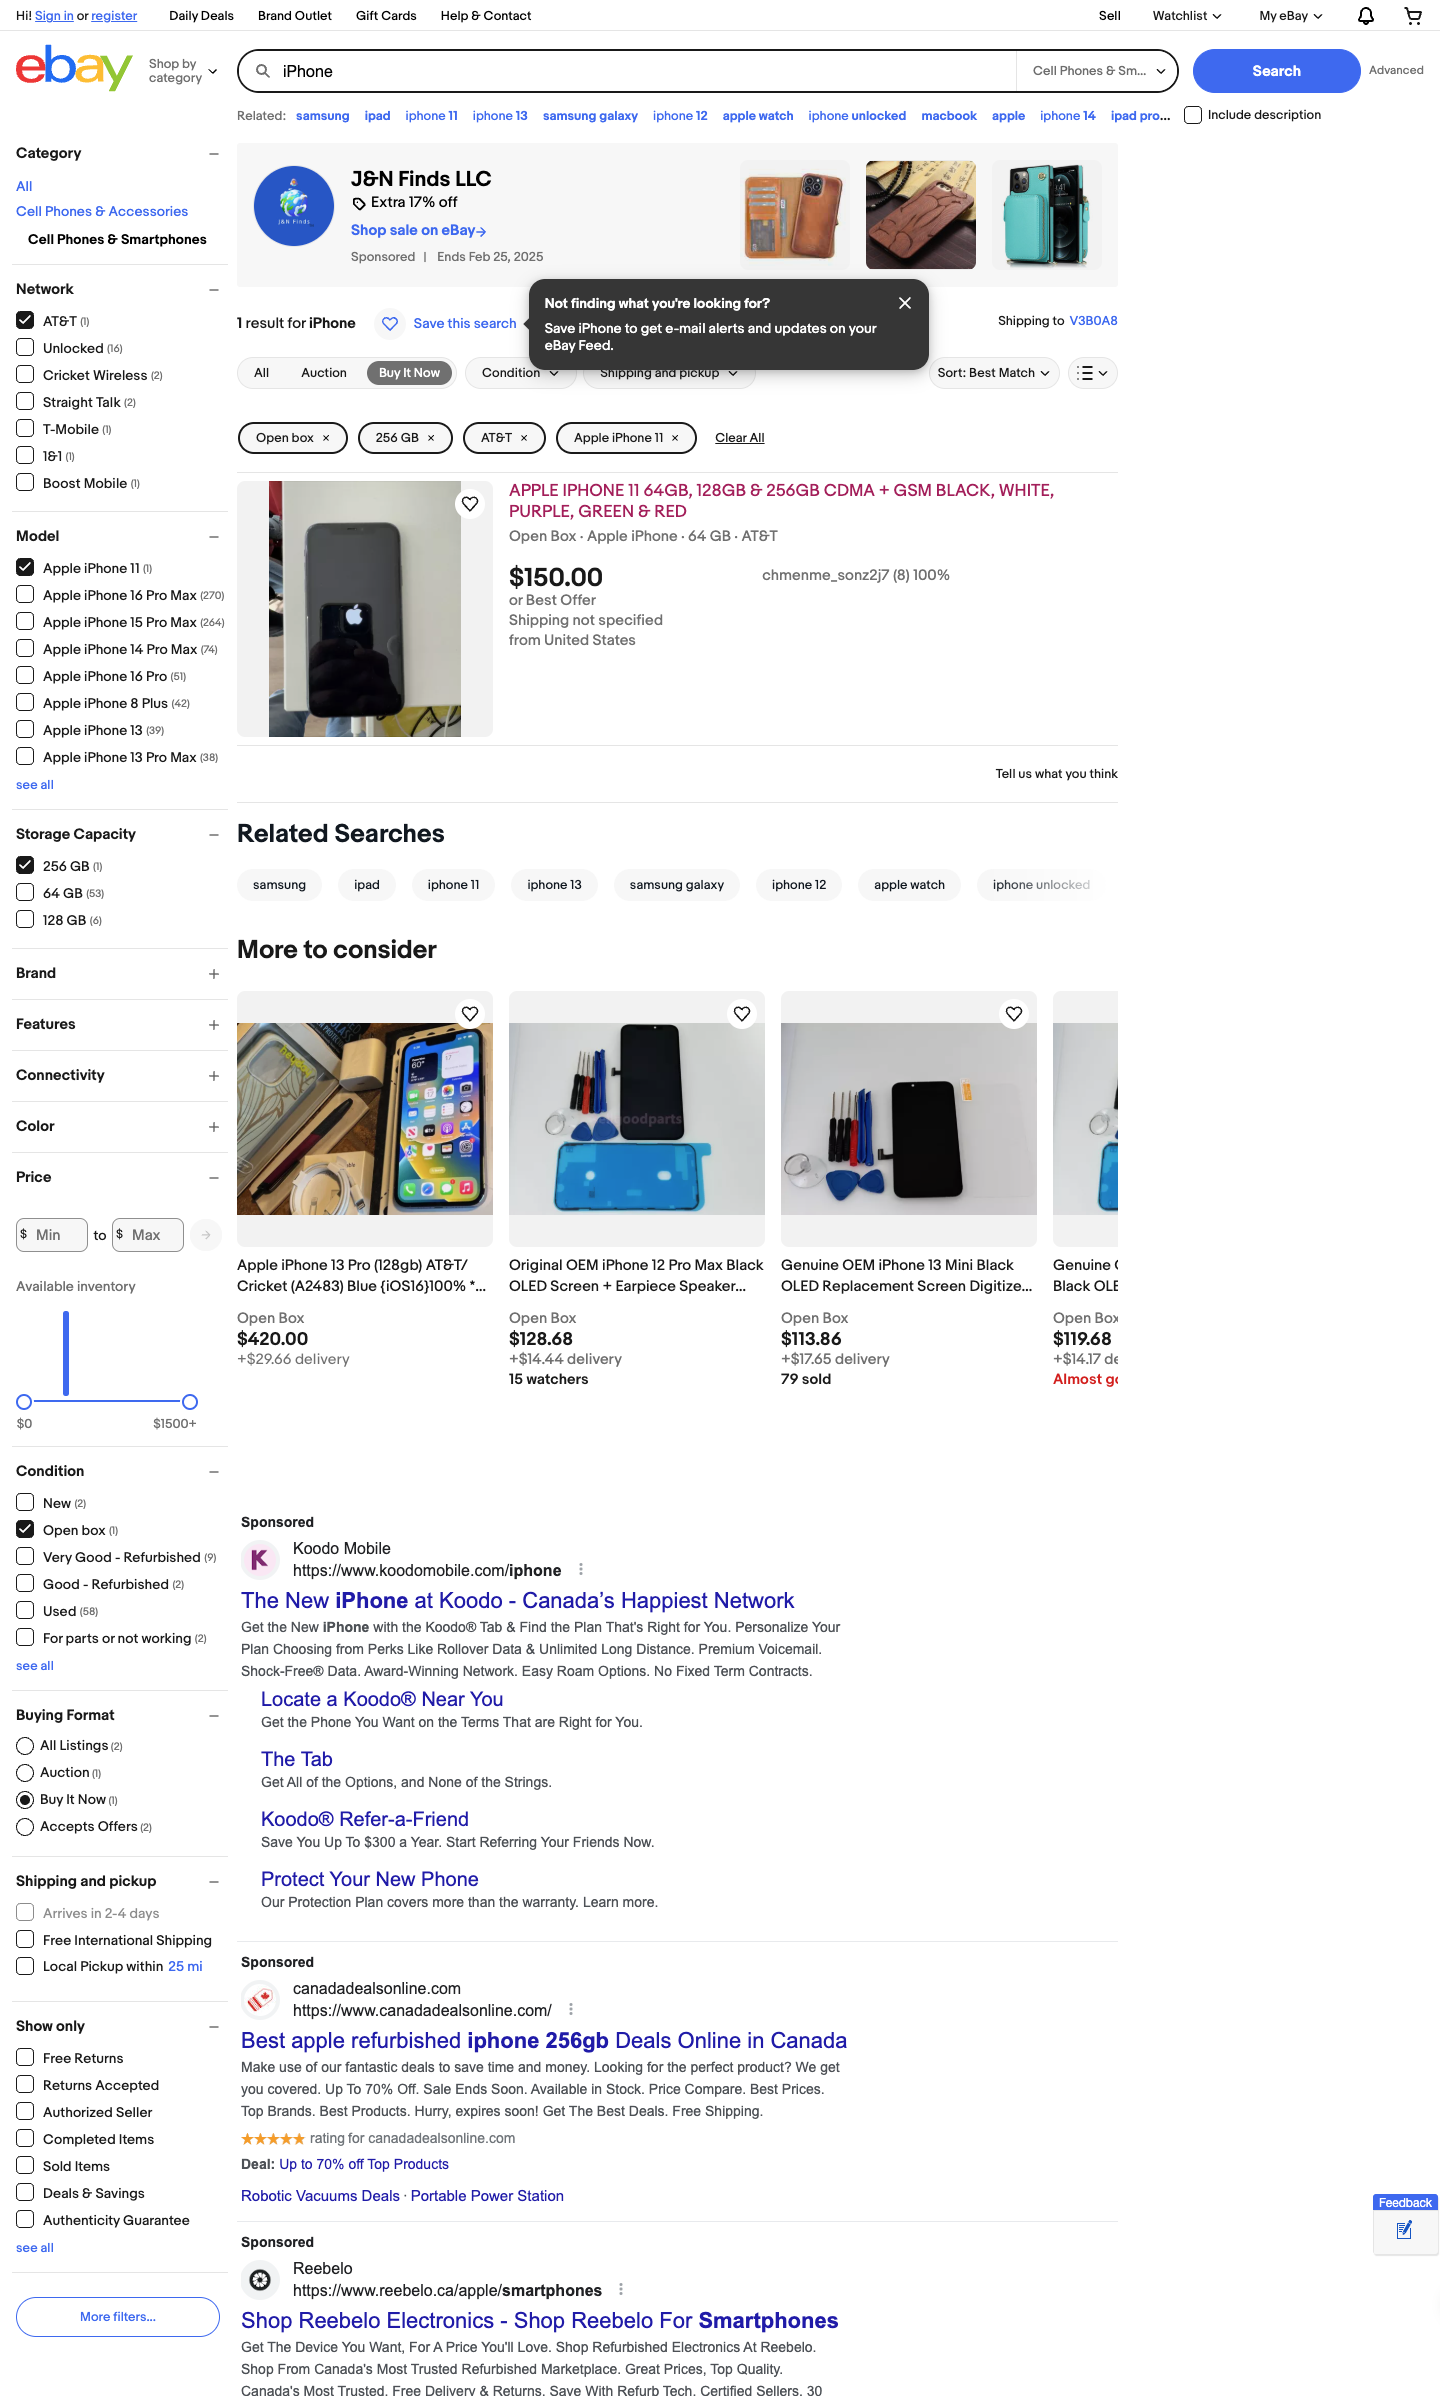 Hi! Sign in or register
Daily Deals
Brand Outlet
Gift Cards
Help & Contact
Sell
Watchlist
My eBay
ebay
Shop by
category
iPhone
Cell Phones & Sm...
Search
Advanced
Related: samsung ipad iphone 11 iphone 13 samsung galaxy iphone 12 apple watch iphone unlocked macbook apple iphone 14 ipad pro...
Include description
Category
All
Cell Phones & Accessories
Cell Phones & Smartphones
Network
AT&T (1)
Unlocked (16)
Cricket Wireless (2)
Straight Talk (2)
T-Mobile (1)
1&1 (1)
Boost Mobile (1)
Model
Apple iPhone 11 (1)
Apple iPhone 16 Pro Max (270)
Apple iPhone 15 Pro Max (264)
Apple iPhone 14 Pro Max (74)
Apple iPhone 16 Pro (51)
Apple iPhone 8 Plus (42)
Apple iPhone 13 (39)
Apple iPhone 13 Pro Max (38)
see all
Storage Capacity
256 GB (1)
64 GB (53)
128 GB (6)
Brand
Features
Connectivity
Color
Price
$ Min to $ Max
Available inventory
$0 $1500+
Condition
New (2)
Open box (1)
Very Good - Refurbished (9)
Good - Refurbished (2)
Used (58)
For parts or not working (2)
see all
Buying Format
All Listings (2)
Auction (1)
Buy It Now (1)
Accepts Offers (2)
Shipping and pickup
Arrives in 2-4 days
Free International Shipping
Local Pickup within 25 mi
Show only
Free Returns
Returns Accepted
Authorized Seller
Completed Items
Sold Items
Deals & Savings
Authenticity Guarantee
see all
More filters...
J&N Finds
J&N Finds LLC
Extra 17% off
Shop sale on eBay
Sponsored | Ends Feb 25, 2025
1 result for iPhone
Save this search
Not finding what you're looking for?
Save iPhone to get e-mail alerts and updates on your
eBay Feed.
Shipping to V3B0A8
All
Auction
Buy It Now
Condition
Shipping and pickup
Sort: Best Match
Open box
256 GB
AT&T
Apple iPhone 11
Clear All
APPLE IPHONE 11 64GB, 128GB & 256GB CDMA + GSM BLACK, WHITE,
PURPLE, GREEN & RED
Open Box · Apple iPhone · 64 GB · AT&T
$150.00
or Best Offer
Shipping not specified
from United States
chmenme_sonz2j7 (8) 100%
Tell us what you think
Related Searches
samsung
ipad
iphone 11
iphone 13
samsung galaxy
iphone 12
apple watch
iphone unlocked
More to consider
Apple iPhone 13 Pro (128gb) AT&T/
Cricket (A2483) Blue {iOS16}100% *...
Open Box
$420.00
+$29.66 delivery
Original OEM iPhone 12 Pro Max Black
OLED Screen + Earpiece Speaker...
Open Box
$128.68
+$14.44 delivery
15 watchers
Genuine OEM iPhone 13 Mini Black
OLED Replacement Screen Digitize...
Open Box
$113.86
+$17.65 delivery
79 sold
Genuine
Black OLE
Open Box
$119.68
+$14.17 de
Almost go
Sponsored
K
Koodo Mobile
https://www.koodomobile.com/iphone
The New iPhone at Koodo - Canada's Happiest Network
Get the New iPhone with the Koodo® Tab & Find the Plan That's Right for You. Personalize Your
Plan Choosing from Perks Like Rollover Data & Unlimited Long Distance. Premium Voicemail.
Shock-Free® Data. Award-Winning Network. Easy Roam Options. No Fixed Term Contracts.
Locate a Koodo® Near You
Get the Phone You Want on the Terms That are Right for You.
The Tab
Get All of the Options, and None of the Strings.
Koodo® Refer-a-Friend
Save You Up To $300 a Year. Start Referring Your Friends Now.
Protect Your New Phone
Our Protection Plan covers more than the warranty. Learn more.
Sponsored
canadadealsonline.com
https://www.canadadealsonline.com/
Best apple refurbished iphone 256gb Deals Online in Canada
Make use of our fantastic deals to save time and money. Looking for the perfect product? We get
you covered. Up To 70% Off. Sale Ends Soon. Available in Stock. Price Compare. Best Prices.
Top Brands. Best Products. Hurry, expires soon! Get The Best Deals. Free Shipping.
rating for canadadealsonline.com
Deal: Up to 70% off Top Products
Robotic Vacuums Deals · Portable Power Station
Sponsored
Reebelo
https://www.reebelo.ca/apple/smartphones
Shop Reebelo Electronics - Shop Reebelo For Smartphones
Get The Device You Want, For A Price You'll Love. Shop Refurbished Electronics At Reebelo.
Shop From Canada's Most Trusted Refurbished Marketplace. Great Prices, Top Quality.
Canada's Most Trusted. Free Delivery & Returns. Save With Refurb Tech. Certified Sellers. 30
Feedback